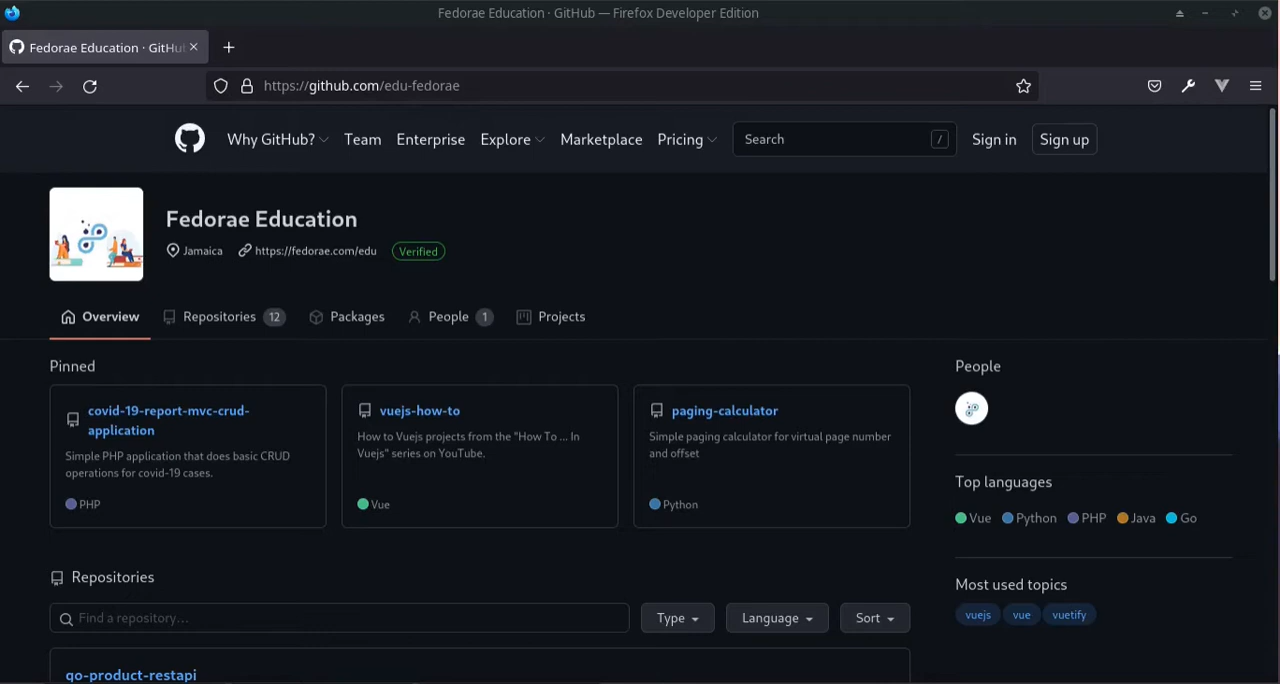 Fedorae Education · GitHub — Firefox Developer Edition
Fedorae Education · GitHu
https://github.com/edu-fedorae
Why GitHub? Team Enterprise Explore Marketplace Pricing Search / Sign in Sign up
Fedorae Education
Jamaica https://fedorae.com/edu Verified
Overview Repositories 12 Packages People 1 Projects
Pinned
covid-19-report-mvc-crud-
application
Simple PHP application that does basic CRUD
operations for covid-19 cases.
PHP
vuejs-how-to
How to Vuejs projects from the "How To ... In
Vuejs" series on YouTube.
Vue
paging-calculator
Simple paging calculator for virtual page number
and offset
Python
People
Top languages
Vue Python PHP Java Go
Most used topics
vuejs vue vuetify
Repositories
Find a repository...
Type Language Sort
go-product-restapi